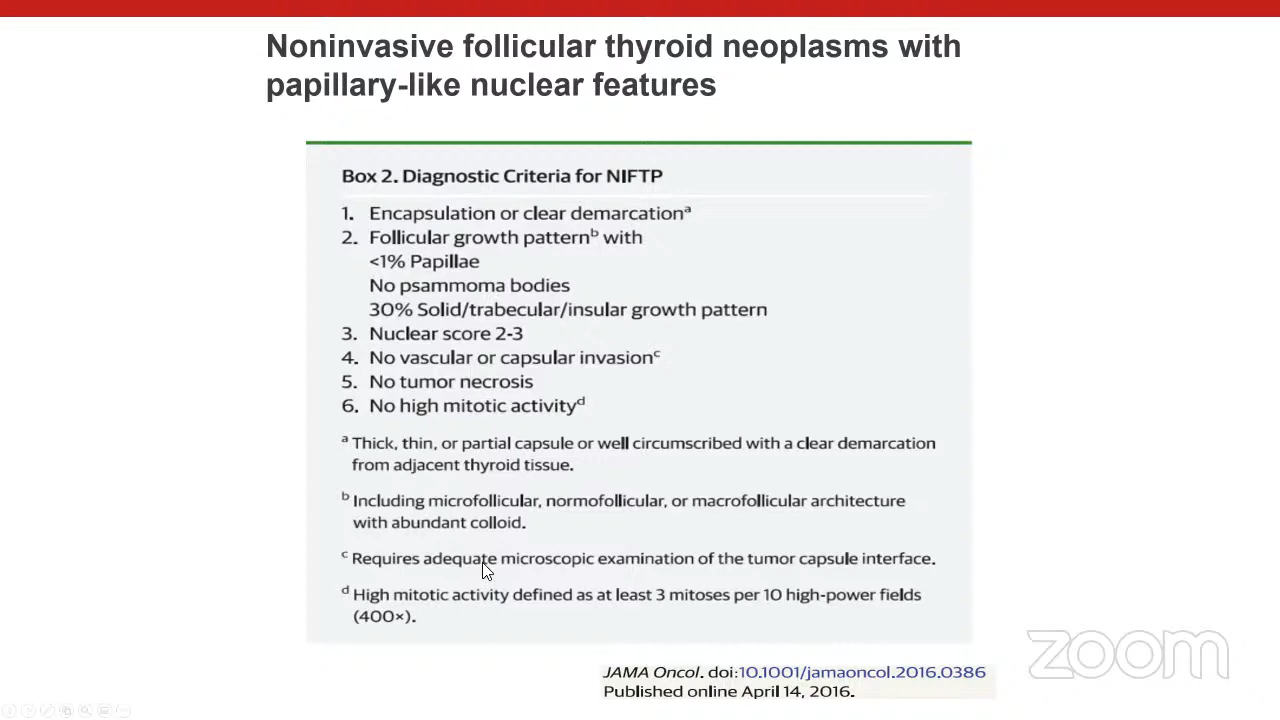 Noninvasive follicular thyroid neoplasms with
papillary-like nuclear features
Box 2. Diagnostic Criteria for NIFTP
1. Encapsulation or clear demarcationᵃ
2. Follicular growth patternᵇ with
<1% Papillae
No psammoma bodies
30% Solid/trabecular/insular growth pattern
3. Nuclear score 2-3
4. No vascular or capsular invasionᶜ
5. No tumor necrosis
6. No high mitotic activityᵈ
ᵃ Thick, thin, or partial capsule or well circumscribed with a clear demarcation
from adjacent thyroid tissue.
ᵇ Including microfollicular, normofollicular, or macrofollicular architecture
with abundant colloid.
ᶜ Requires adequate microscopic examination of the tumor capsule interface.
ᵈ High mitotic activity defined as at least 3 mitoses per 10 high-power fields
(400×).
zoom
JAMA Oncol. doi:10.1001/jamaoncol.2016.0386
Published online April 14, 2016.